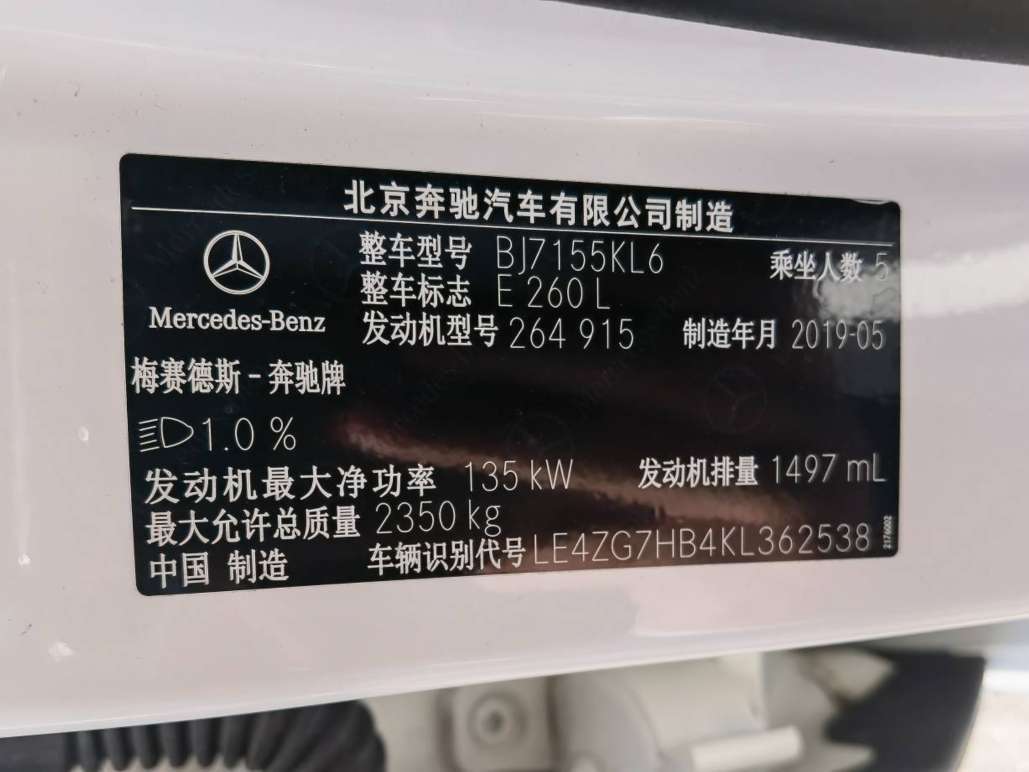 北京奔驰汽车有限公司制造
整车型号 BJ7155KL6 乘坐人数 5
整车标志 E 260 L
Mercedes-Benz
发动机型号 264 915 制造年月 2019-05
梅赛德斯-奔驰牌
1.0 %
发动机最大净功率 135 kW 发动机排量 1497 mL
最大允许总质量 2350 kg
中国 制造 车辆识别代号 LE4ZG7HB4KL362538
2176002